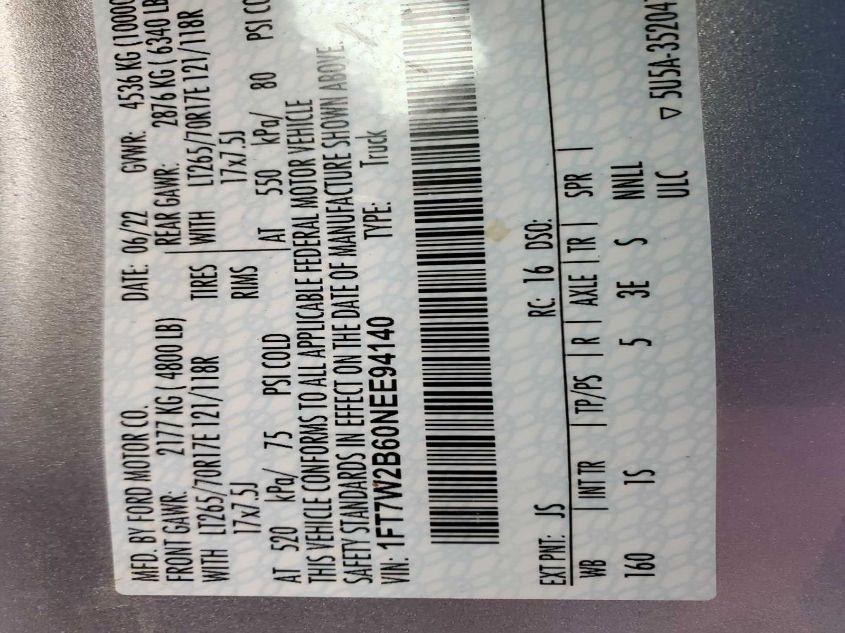 MFD. BY FORD MOTOR CO. DATE: 06/22 GVWR: 4536 KG (1000
FRONT GAWR: 2177 KG ( 4800 LB) REAR GAWR: 2876 KG ( 6340 LB
WITH LT265/70R17E 121/118R TIRES WITH LT265/70R17E 121/118R
17x7.5J RIMS 17x7.5J
AT 520 kPa/ 75 PSI COLD AT 550 kPa/ 80 PSI CO
THIS VEHICLE CONFORMS TO ALL APPLICABLE FEDERAL MOTOR VEHICLE
SAFETY STANDARDS IN EFFECT ON THE DATE OF MANUFACTURE SHOWN ABOVE.
VIN: 1FT7W2B60NEE94140 TYPE: Truck
EXT PNT: JS RC: 16 DSO:
WB | INT TR | TP/PS | R | AXLE | TR | SPR |
160 1S 5 3E S NNLL
ULC
▽ 5U5A-35204